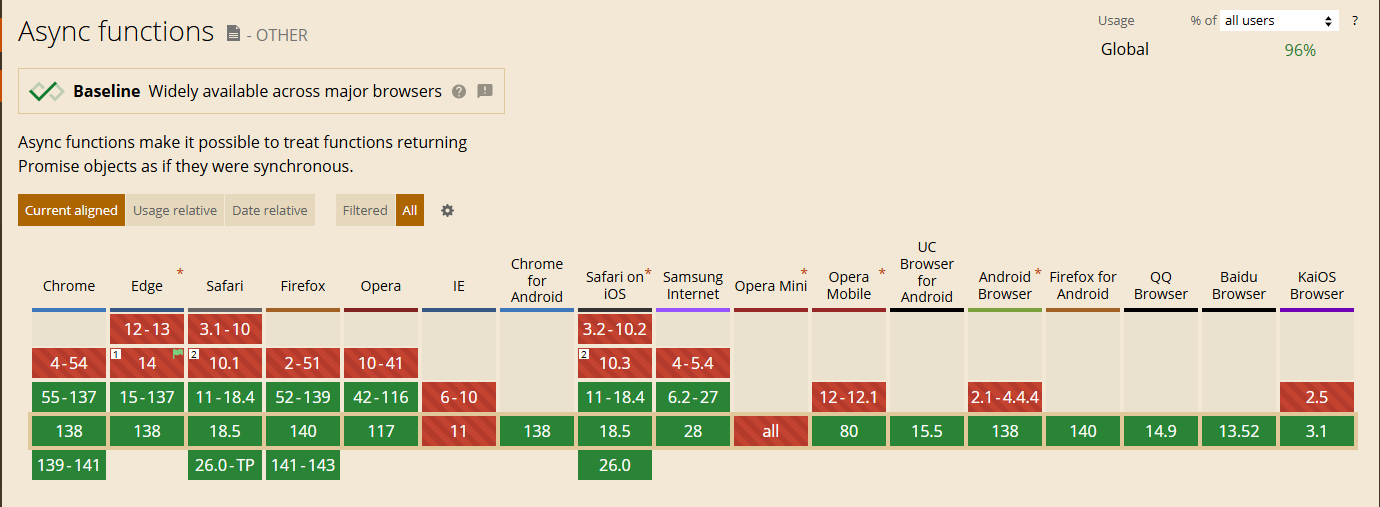 Async functions - OTHER
Usage % of all users ?
Global 96%
Baseline Widely available across major browsers ?
Async functions make it possible to treat functions returning
Promise objects as if they were synchronous.
Current aligned Usage relative Date relative Filtered All
Chrome
Edge *
Safari
Firefox
Opera
IE
Chrome
for
Android
Safari on *
iOS
Samsung
Internet
Opera Mini *
Opera *
Mobile
UC
Browser
for
Android
Android *
Browser
Firefox for
Android
QQ
Browser
Baidu
Browser
KaiOS
Browser
12-13 3.1-10 3.2-10.2
4-54 1 14 2 10.1 2-51 10-41 2 10.3 4-5.4
55-137 15-137 11-18.4 52-139 42-116 6-10 11-18.4 6.2-27 12-12.1 2.1-4.4.4 2.5
138 138 18.5 140 117 11 138 18.5 28 all 80 15.5 138 140 14.9 13.52 3.1
139-141 26.0-TP 141-143 26.0